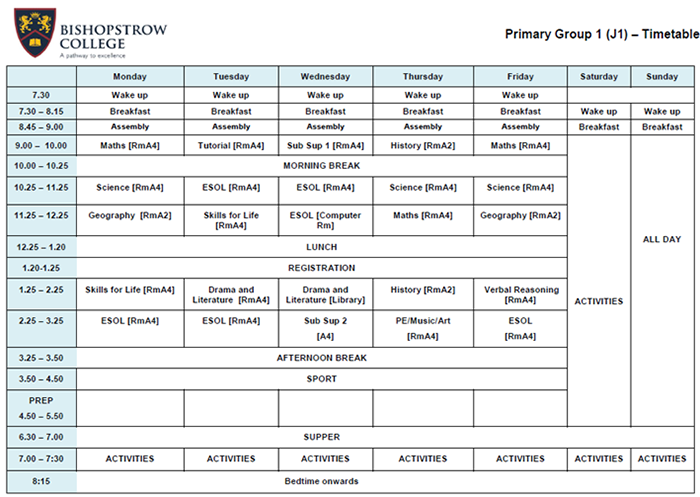 BISHOPSTROW
COLLEGE
A pathway to excellence
Primary Group 1 (J1) – Timetable
Monday Tuesday Wednesday Thursday Friday Saturday Sunday
7.30 Wake up Wake up Wake up Wake up Wake up
7.30 – 8.15 Breakfast Breakfast Breakfast Breakfast Breakfast Wake up Wake up
8.45 – 9.00 Assembly Assembly Assembly Assembly Assembly Breakfast Breakfast
9.00 – 10.00 Maths [RmA4] Tutorial [RmA4] Sub Sup 1 [RmA4] History [RmA2] Maths [RmA4]
10.00 – 10.25 MORNING BREAK
10.25 – 11.25 Science [RmA4] ESOL [RmA4] ESOL [RmA4] Science [RmA4] Science [RmA4]
11.25 – 12.25 Geography [RmA2] Skills for Life ESOL [Computer Maths [RmA4] Geography [RmA2]
[RmA4] Rm]
12.25 – 1.20 LUNCH ALL DAY
1.20-1.25 REGISTRATION
1.25 – 2.25 Skills for Life [RmA4] Drama and Drama and History [RmA2] Verbal Reasoning
Literature [RmA4] Literature [Library] [RmA4]
ACTIVITIES
2.25 – 3.25 ESOL [RmA4] ESOL [RmA4] Sub Sup 2 PE/Music/Art ESOL
[A4] [RmA4] [RmA4]
3.25 – 3.50 AFTERNOON BREAK
3.50 – 4.50 SPORT
PREP
4.50 – 5.50
6.30 – 7.00 SUPPER
7.00 – 7:30 ACTIVITIES ACTIVITIES ACTIVITIES ACTIVITIES ACTIVITIES ACTIVITIES ACTIVITIES
8:15 Bedtime onwards